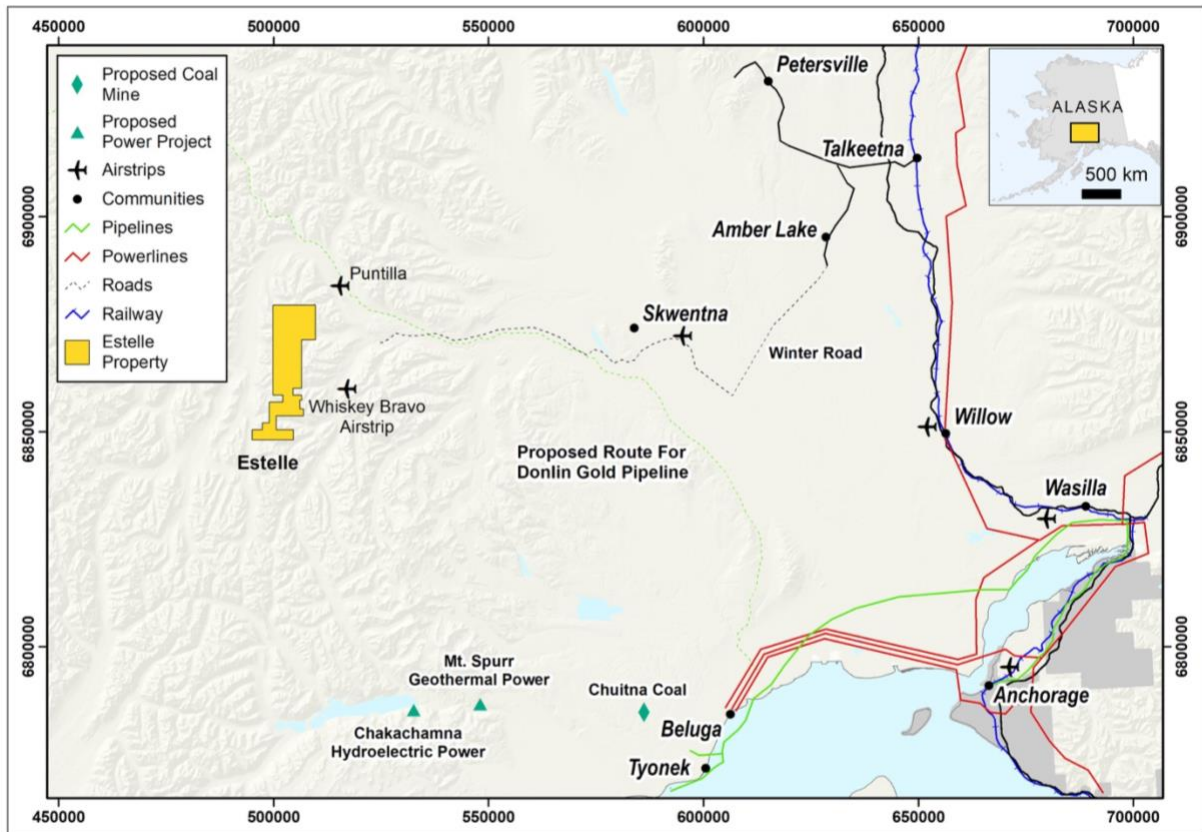 450000
500000
550000
600000
650000
700000
Proposed Coal
Mine
Proposed
Power Project
Airstrips
Communities
Pipelines
Powerlines
Roads
Railway
Estelle
Property
ALASKA
500 km
Petersville
Talkeetna
6900000
6900000
Amber Lake
Puntilla
Skwentna
Winter Road
Whiskey Bravo
Airstrip
Willow
6850000
6850000
Estelle
Proposed Route For
Donlin Gold Pipeline
Wasilla
6800000
6800000
Mt. Spurr
Geothermal Power
Chuitna Coal
Anchorage
Beluga
Chakachamna
Hydroelectric Power
Tyonek
450000
500000
550000
600000
650000
700000